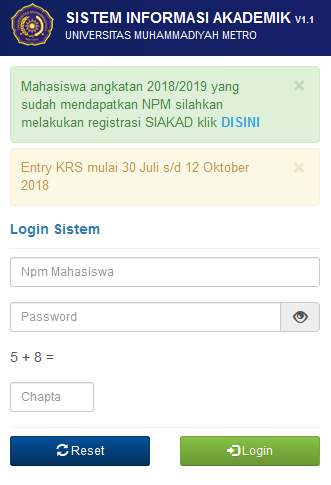 SISTEM INFORMASI AKADEMIK V1.1
UNIVERSITAS MUHAMMADIYAH METRO
Mahasiswa angkatan 2018/2019 yang
sudah mendapatkan NPM silahkan
melakukan registrasi SIAKAD klik DISINI
Entry KRS mulai 30 Juli s/d 12 Oktober
2018
Login Sistem
Npm Mahasiswa
Password
5 + 8 =
Chapta
Reset
Login